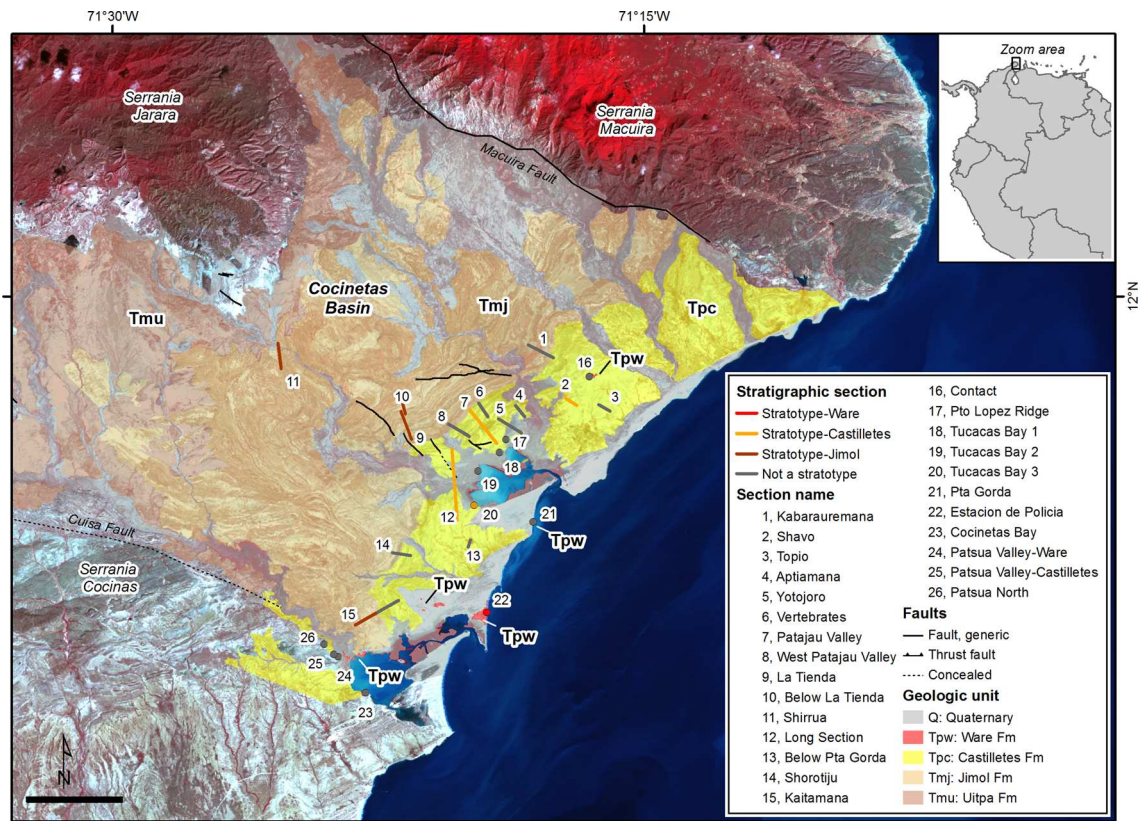 71°30'W
71°15'W
Zoom area
Serrania
Jarara
Serrania
Macuira
Macuira Fault
12°N
Cocinetas
Basin
Tmu
Tmj
Tpc
1
16
Tpw
11
10
6
7
4
2
3
5
8
9
17
18
19
12
20
21
Tpw
13
14
Cuisa Fault
Serrania
Cocinas
Tpw
15
22
Tpw
26
25
24
Tpw
23
N
Stratigraphic section
Stratotype-Ware
Stratotype-Castilletes
Stratotype-Jimol
Not a stratotype
Section name
1, Kabarauremana
2, Shavo
3, Topio
4, Aptiamana
5, Yotojoro
6, Vertebrates
7, Patajau Valley
8, West Patajau Valley
9, La Tienda
10, Below La Tienda
11, Shirrua
12, Long Section
13, Below Pta Gorda
14, Shorotiju
15, Kaitamana
16, Contact
17, Pto Lopez Ridge
18, Tucacas Bay 1
19, Tucacas Bay 2
20, Tucacas Bay 3
21, Pta Gorda
22, Estacion de Policia
23, Cocinetas Bay
24, Patsua Valley-Ware
25, Patsua Valley-Castilletes
26, Patsua North
Faults
Fault, generic
Thrust fault
Concealed
Geologic unit
Q: Quaternary
Tpw: Ware Fm
Tpc: Castilletes Fm
Tmj: Jimol Fm
Tmu: Uitpa Fm